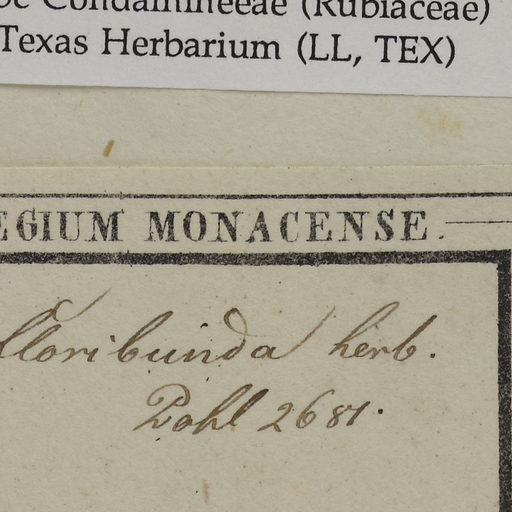 Condamineeae (Rubiaceae)
Texas Herbarium (LL, TEX)
EGIUM MONACENSE.
floribunda herb.
Pohl 2681.